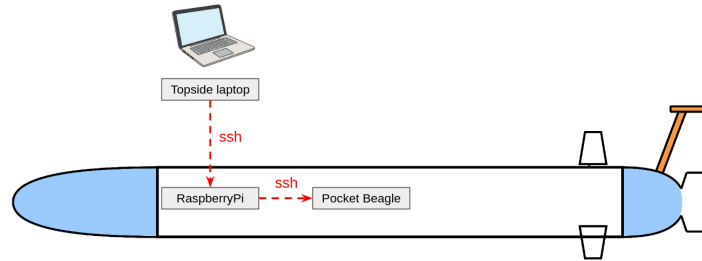 Topside laptop
ssh
ssh
RaspberryPi
Pocket Beagle